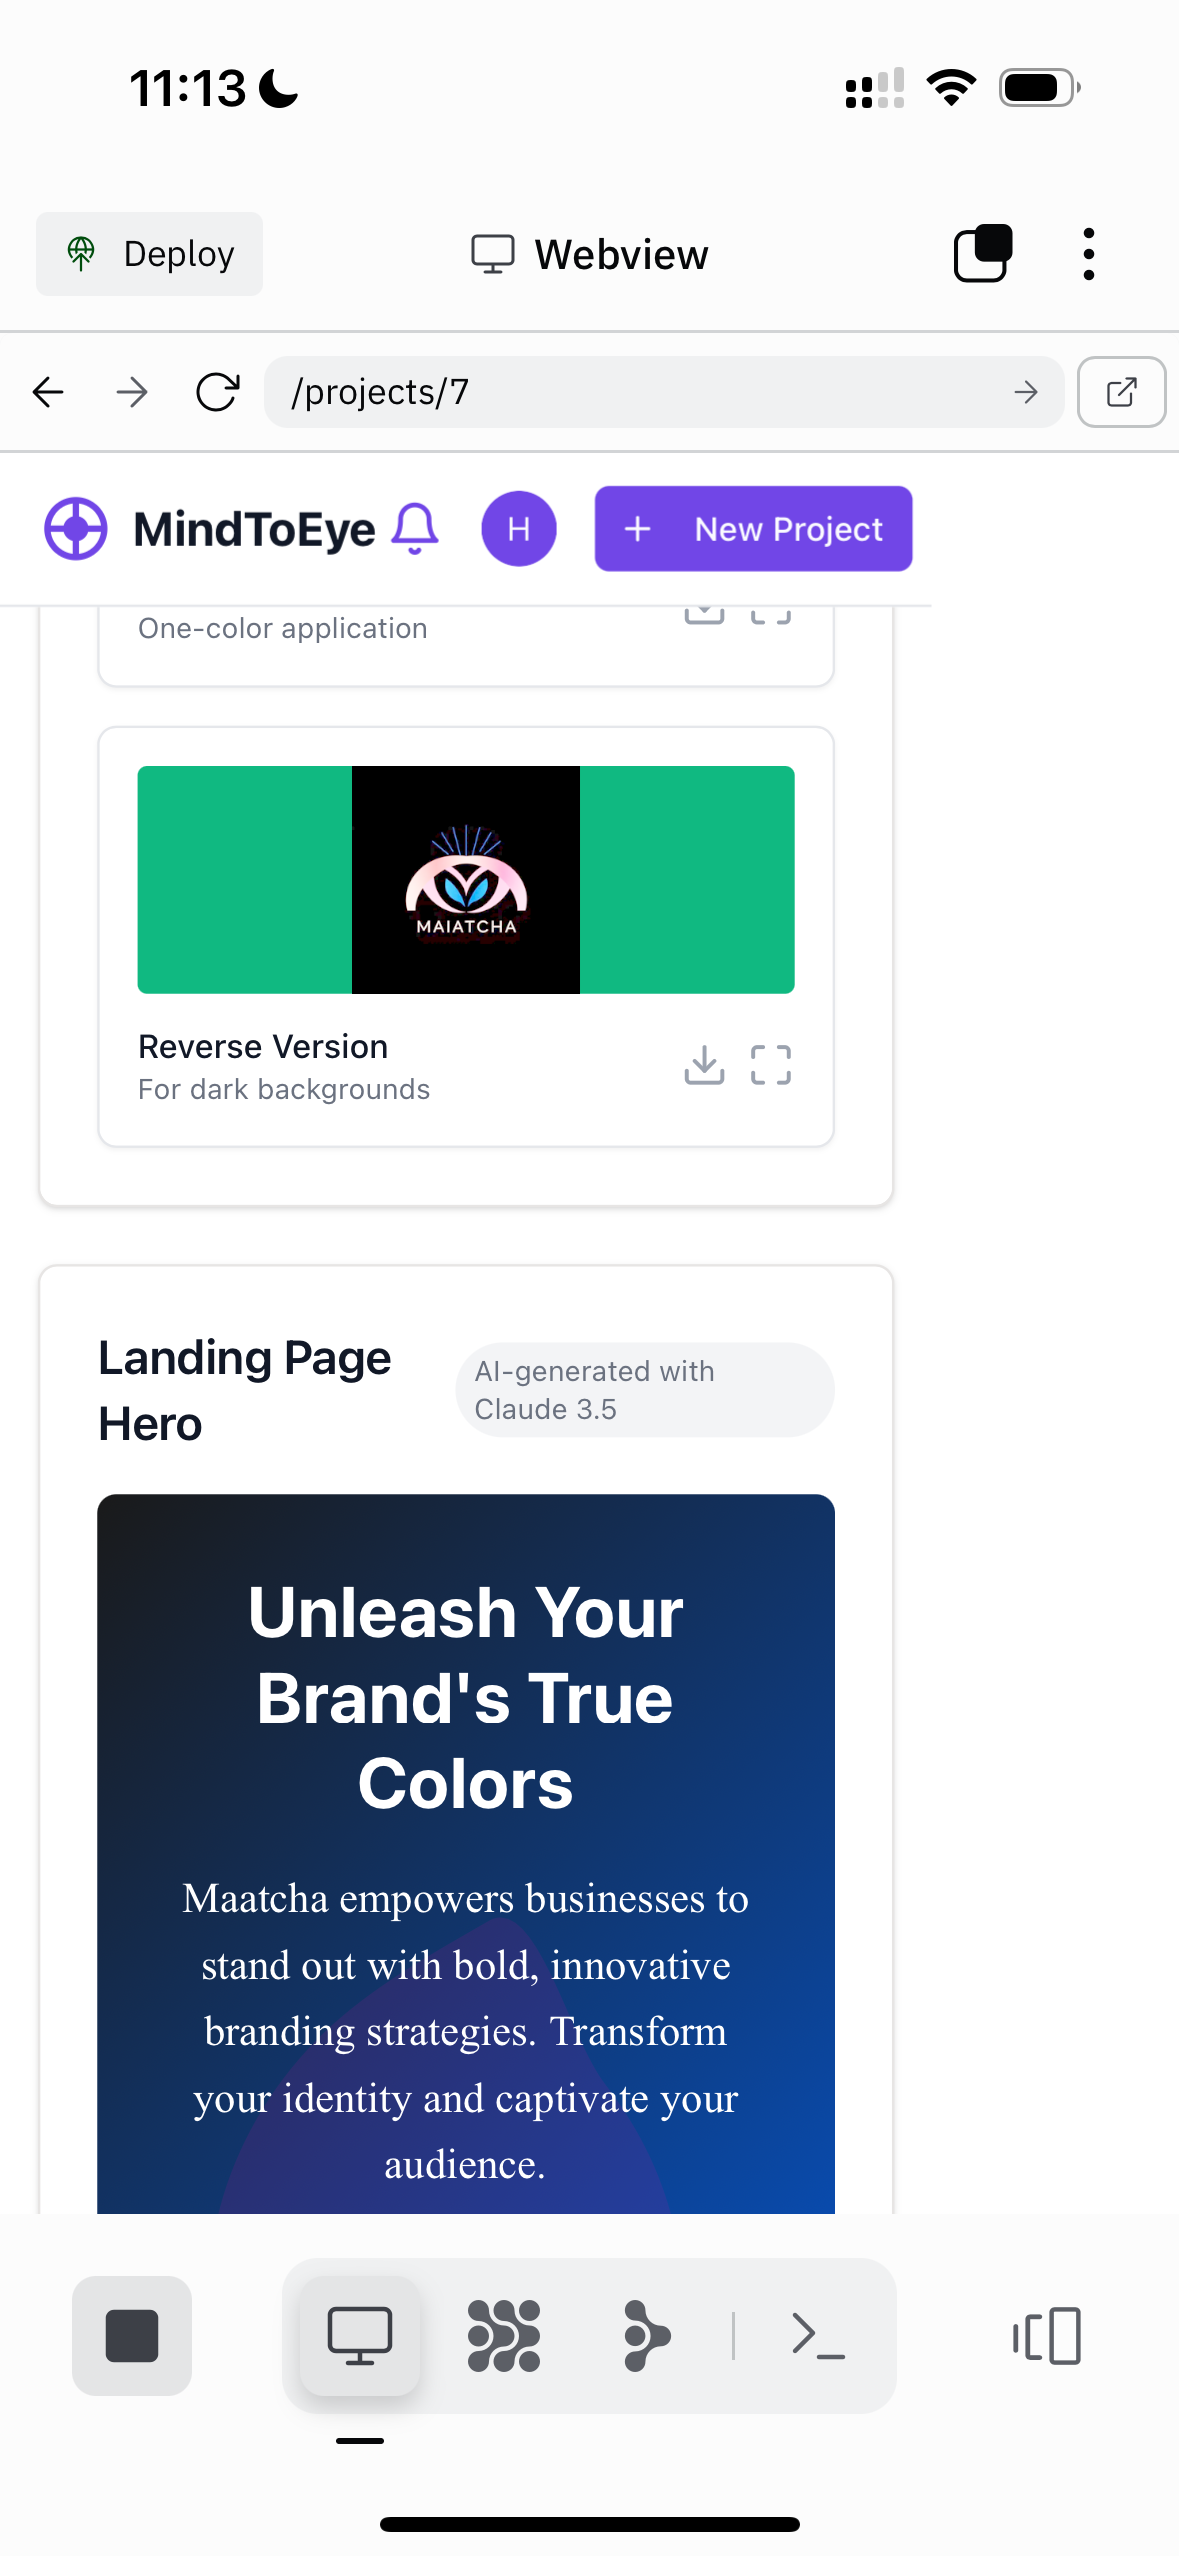 11:13
Deploy
Webview
/projects/7
MindToEye
H
+ New Project
One-color application
MAIATCHA
Reverse Version
For dark backgrounds
Landing Page
Hero
AI-generated with
Claude 3.5
Unleash Your
Brand's True
Colors
Maatcha empowers businesses to
stand out with bold, innovative
branding strategies. Transform
your identity and captivate your
audience.